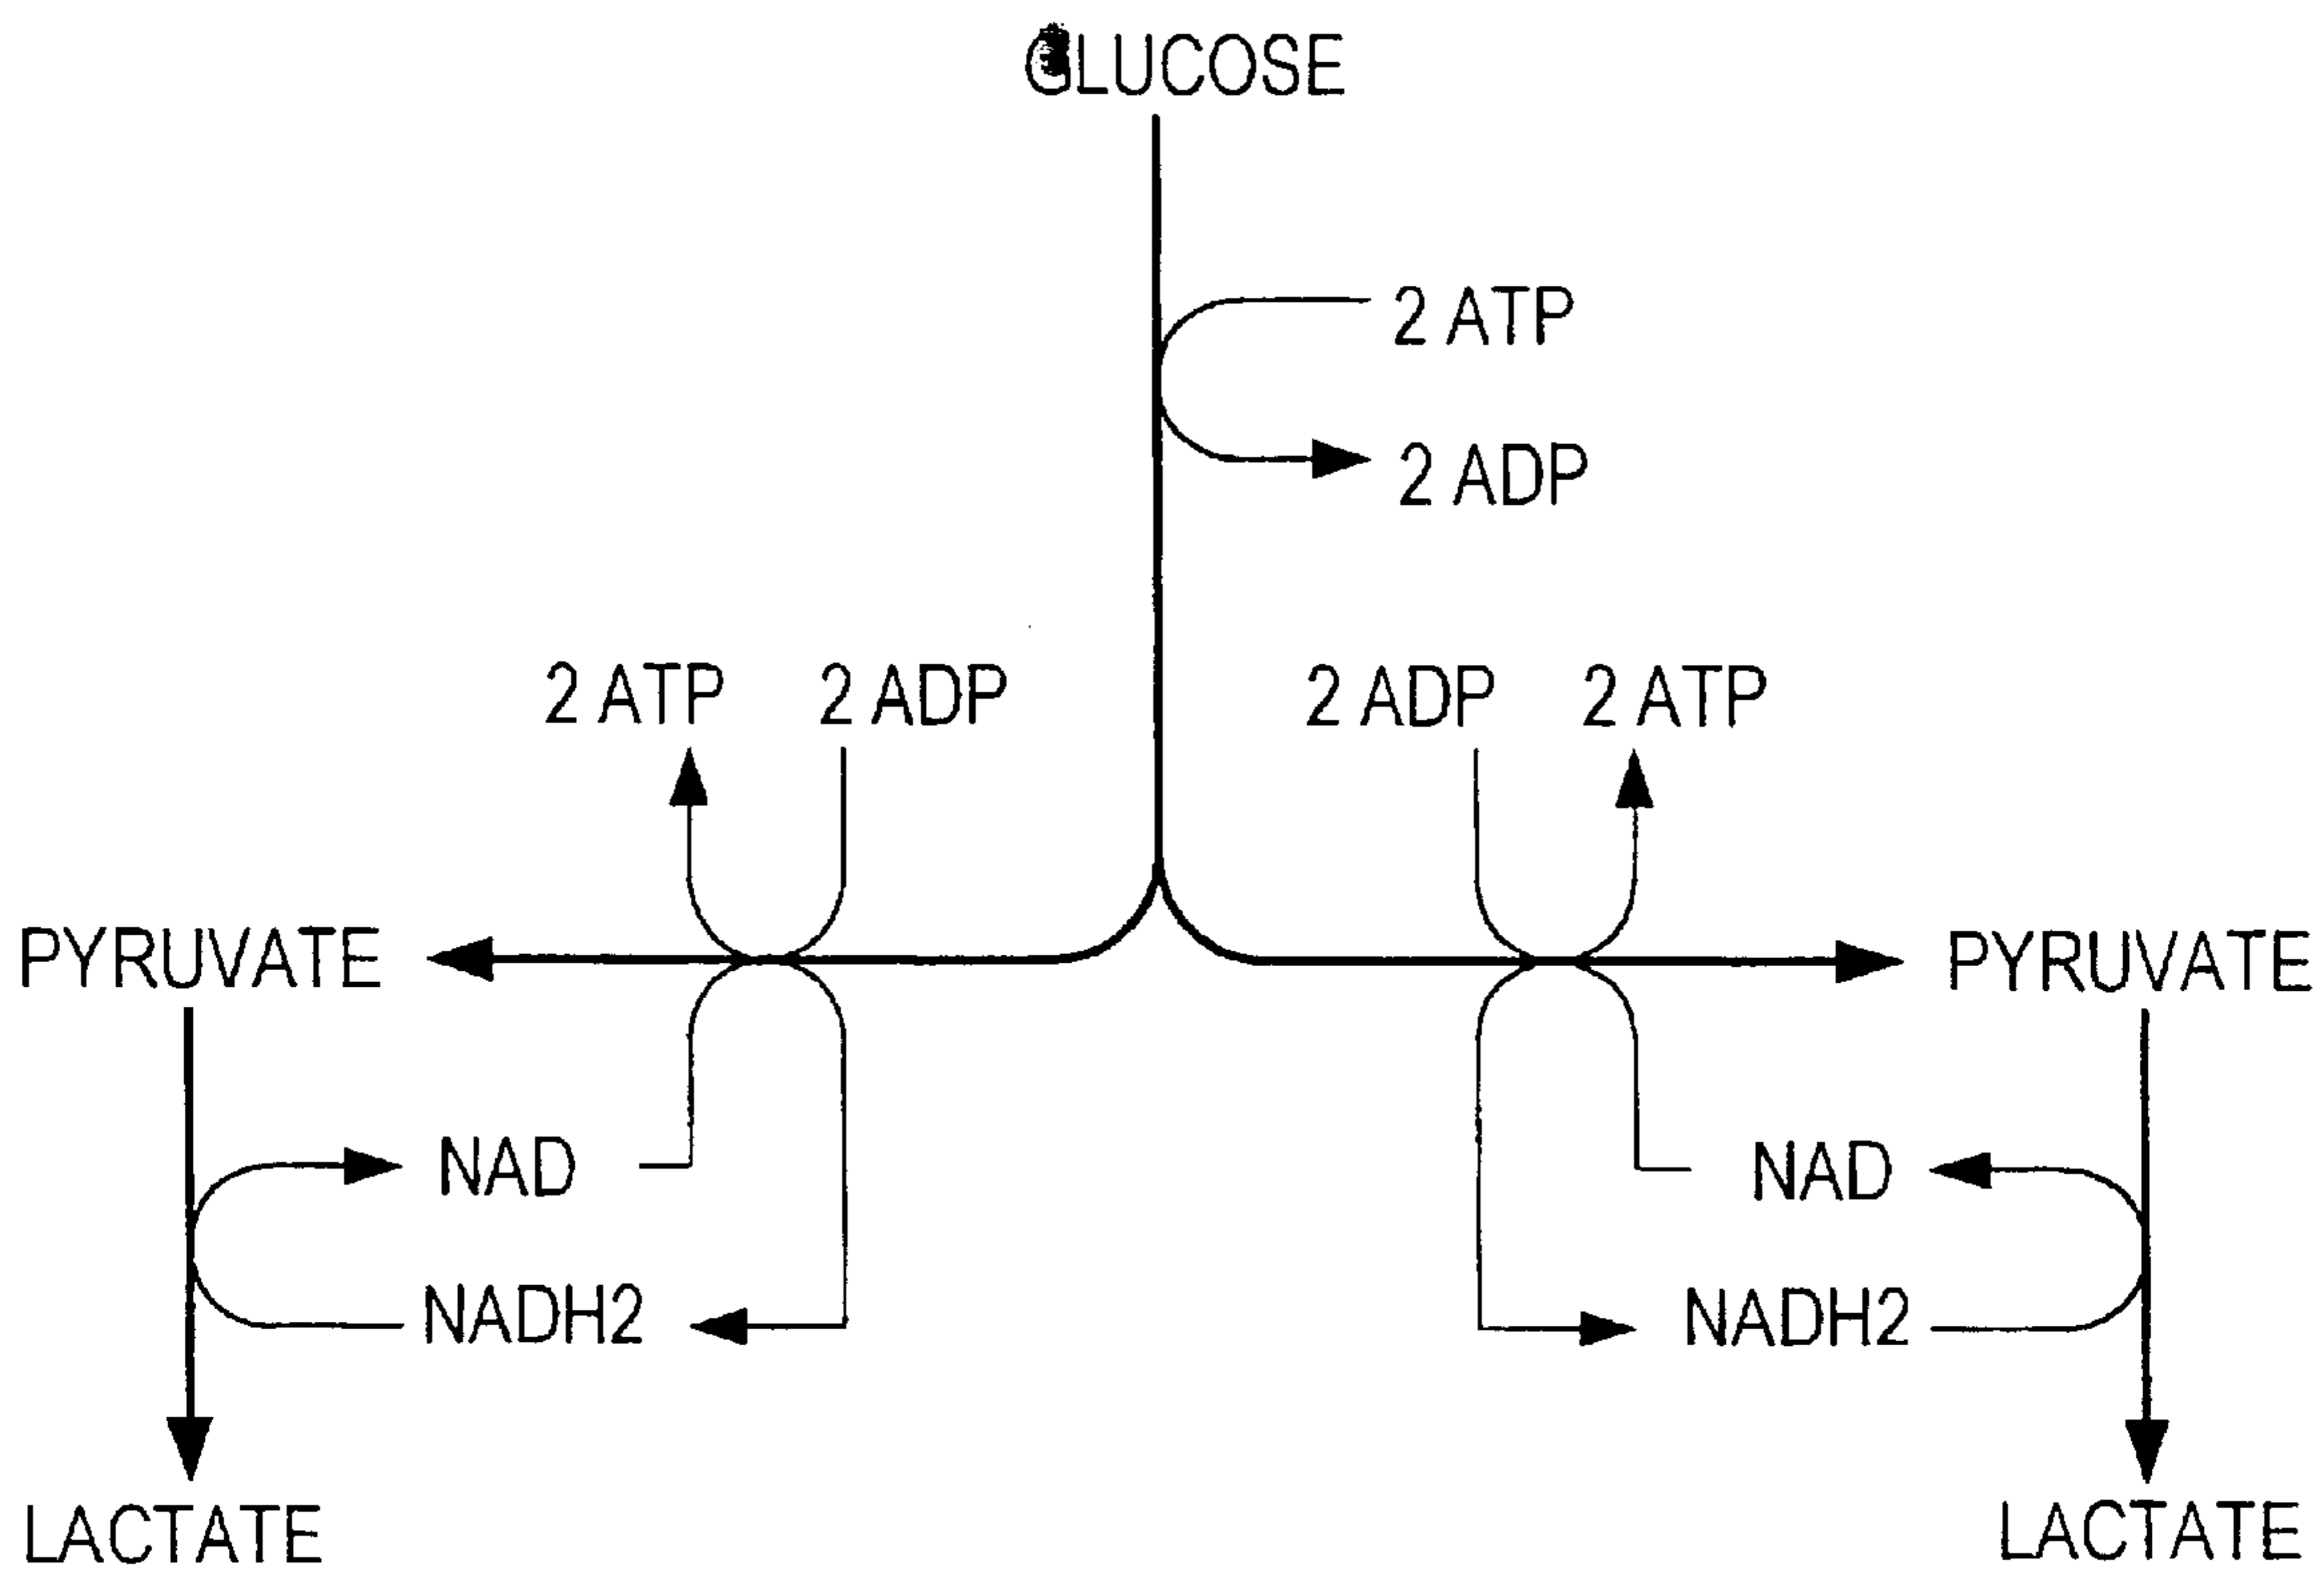 GLUCOSE
2 ATP
2 ADP
2 ATP 2 ADP 2 ADP 2 ATP
PYRUVATE PYRUVATE
NAD NAD
NADH2 NADH2
LACTATE LACTATE